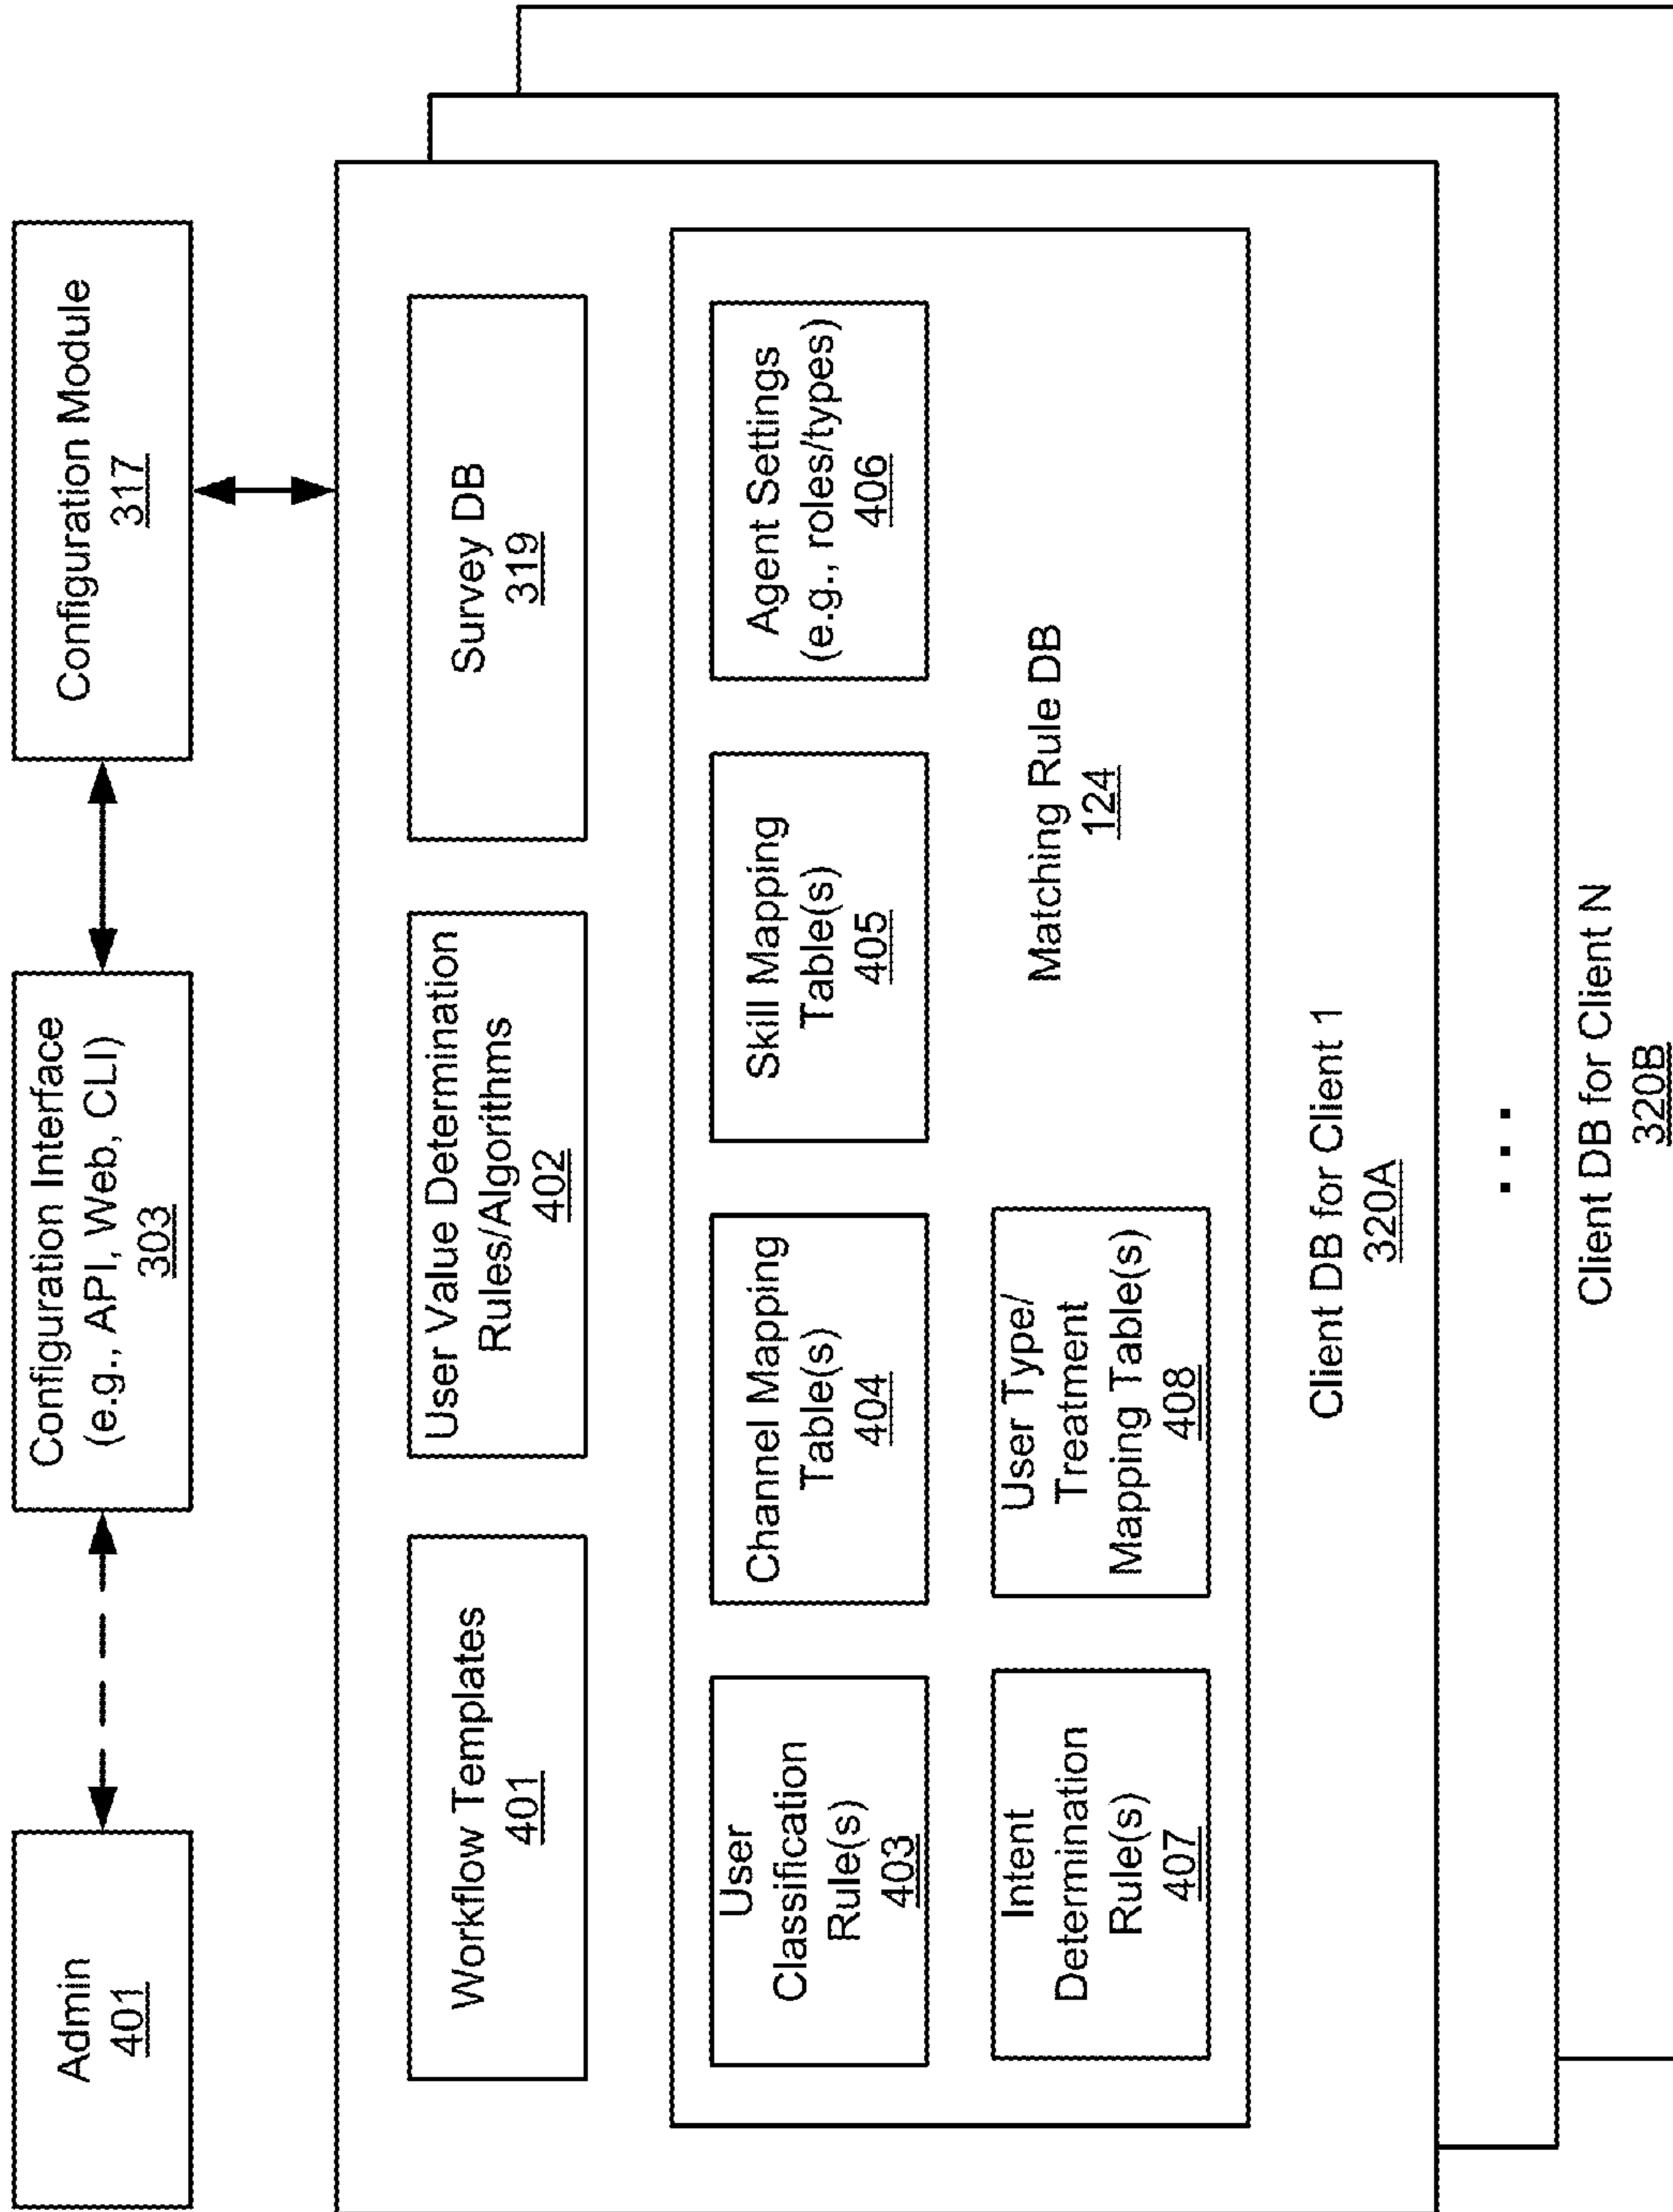 Admin
401
Configuration Interface
(e.g., API, Web, CLI)
303
Configuration Module
317
Workflow Templates
401
User Value Determination
Rules/Algorithms
402
Survey DB
319
User
Classification
Rule(s)
403
Channel Mapping
Table(s)
404
Skill Mapping
Table(s)
405
Agent Settings
(e.g., roles/types)
406
Intent
Determination
Rule(s)
407
User Type/
Treatment
Mapping Table(s)
408
Matching Rule DB
124
Client DB for Client 1
320A
...
Client DB for Client N
320B